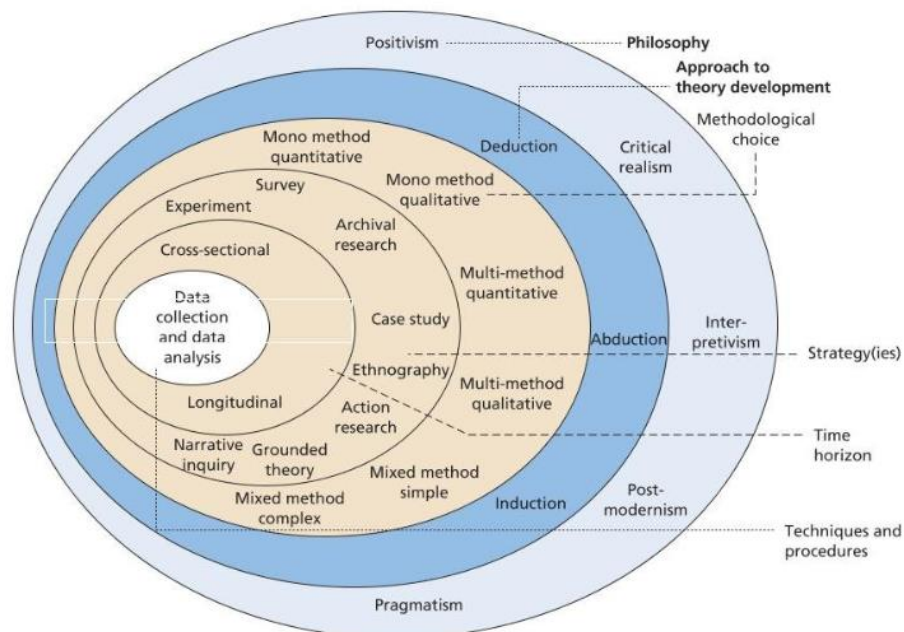 Positivism
Philosophy
Approach to
theory development
Methodological
choice
Mono method
quantitative
Deduction
Critical
realism
Mono method
qualitative
Survey
Experiment
Archival
research
Cross-sectional
Multi-method
quantitative
Data
collection
and data
analysis
Case study
Abduction
Inter-
pretivism
Strategy(ies)
Ethnography
Multi-method
qualitative
Longitudinal
Action
research
Time
horizon
Narrative
inquiry
Grounded
theory
Mixed method
simple
Mixed method
complex
Induction
Post-
modernism
Techniques and
procedures
Pragmatism